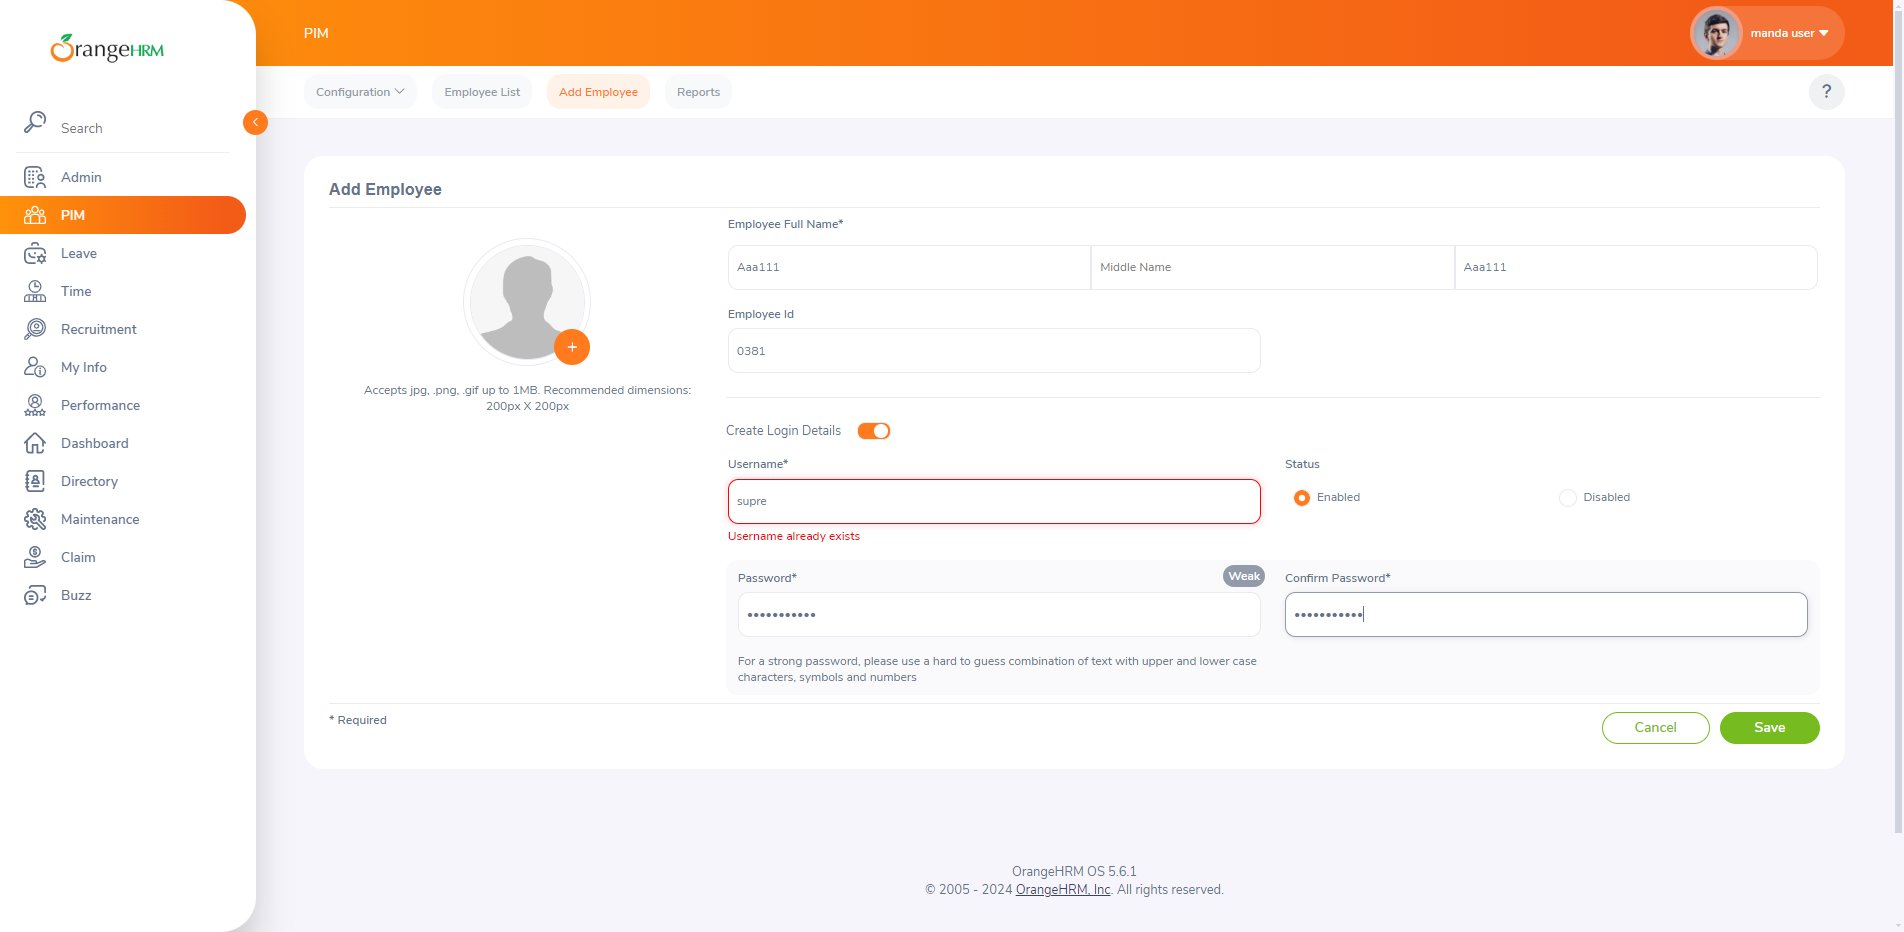 OrangeHRM
PIM
manda user
Configuration
Employee List
Add Employee
Reports
?
Search
Admin
PIM
Leave
Time
Recruitment
My Info
Performance
Dashboard
Directory
Maintenance
Claim
Buzz
Add Employee
Accepts jpg, .png, .gif up to 1MB. Recommended dimensions:
200px X 200px
Employee Full Name*
Aaa111
Middle Name
Aaa111
Employee Id
0381
Create Login Details
Username*
supre
Username already exists
Status
Enabled
Disabled
Password*
Weak
•••••••••••
Confirm Password*
•••••••••••
For a strong password, please use a hard to guess combination of text with upper and lower case
characters, symbols and numbers
* Required
Cancel
Save
OrangeHRM OS 5.6.1
© 2005 - 2024 OrangeHRM, Inc. All rights reserved.